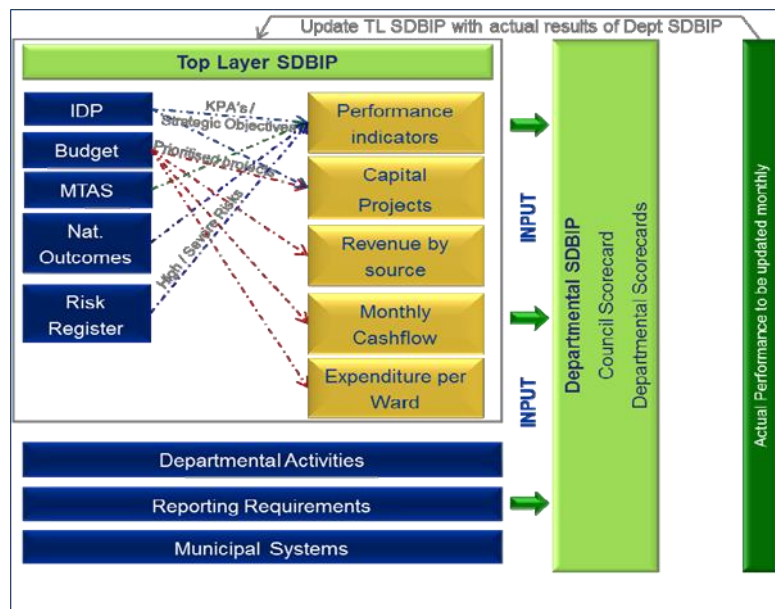 Update TL SDBIP with actual results of Dept SDBIP
Top Layer SDBIP
IDP
Budget
MTAS
Nat.
Outcomes
Risk
Register
KPA's /
Strategic Objectives
Prioritised projects
High / Severe Risks
Performance
indicators
Capital
Projects
Revenue by
source
Monthly
Cashflow
Expenditure per
Ward
INPUT
INPUT
Departmental SDBIP
Council Scorecard
Departmental Scorecards
Actual Performance to be updated monthly
Departmental Activities
Reporting Requirements
Municipal Systems